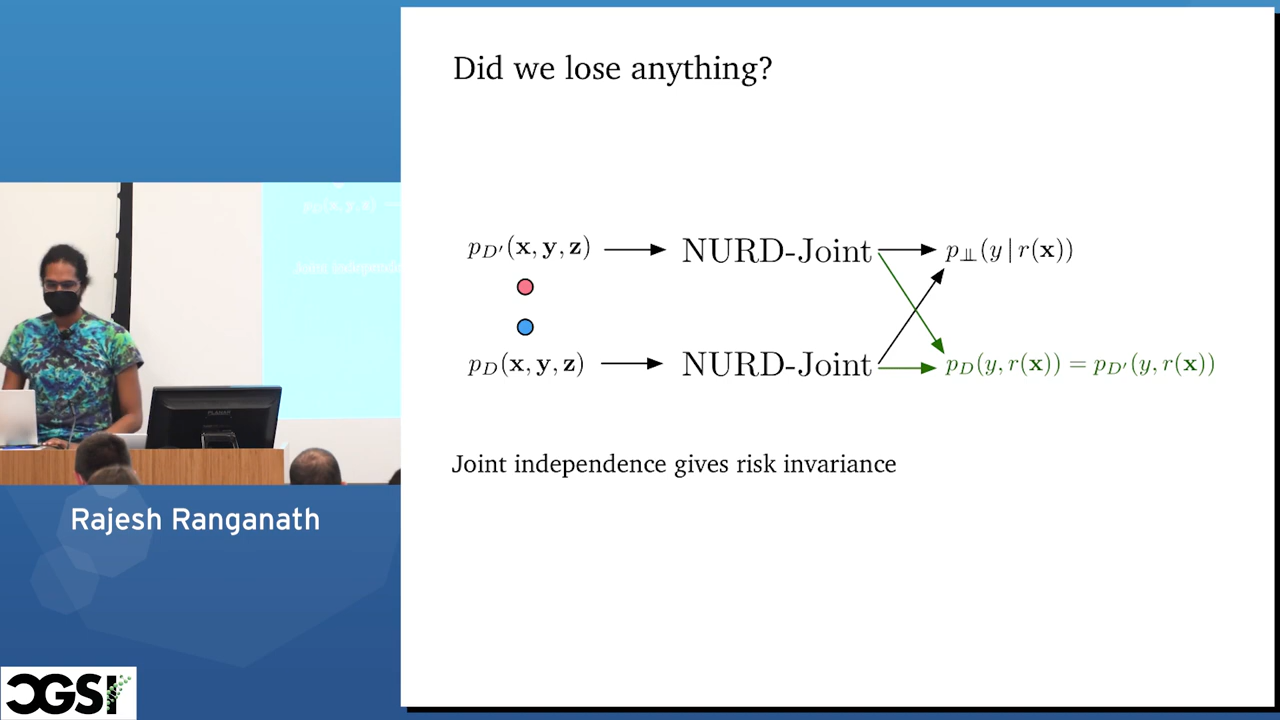 Did we lose anything?
p_{D'}(x, y, z) → NURD-Joint → p_{⊥⊥}(y | r(x))
p_D(x, y, z) → NURD-Joint → p_D(y, r(x)) = p_{D'}(y, r(x))
Joint independence gives risk invariance
Rajesh Ranganath
CGSI